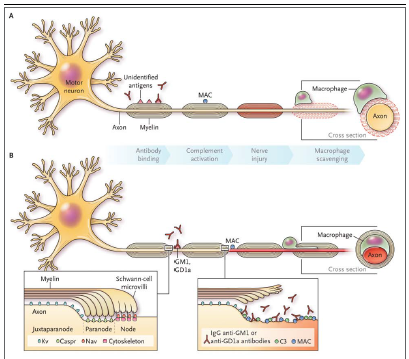 A
Motor
neuron
Unidentified
antigens
MAC
Macrophage
Axon
Axon
Myelin
Cross section
Antibody
binding
Complement
activation
Nerve
injury
Macrophage
scavenging
B
GM1,
GD1a
MAC
Macrophage
Axon
Cross section
Myelin
Schwann-cell
microvilli
Axon
Juxtaparanode
Paranode
Node
Kv
Caspr
Nav
Cytoskeleton
IgG anti-GM1 or
anti-GD1a antibodies
C3
MAC